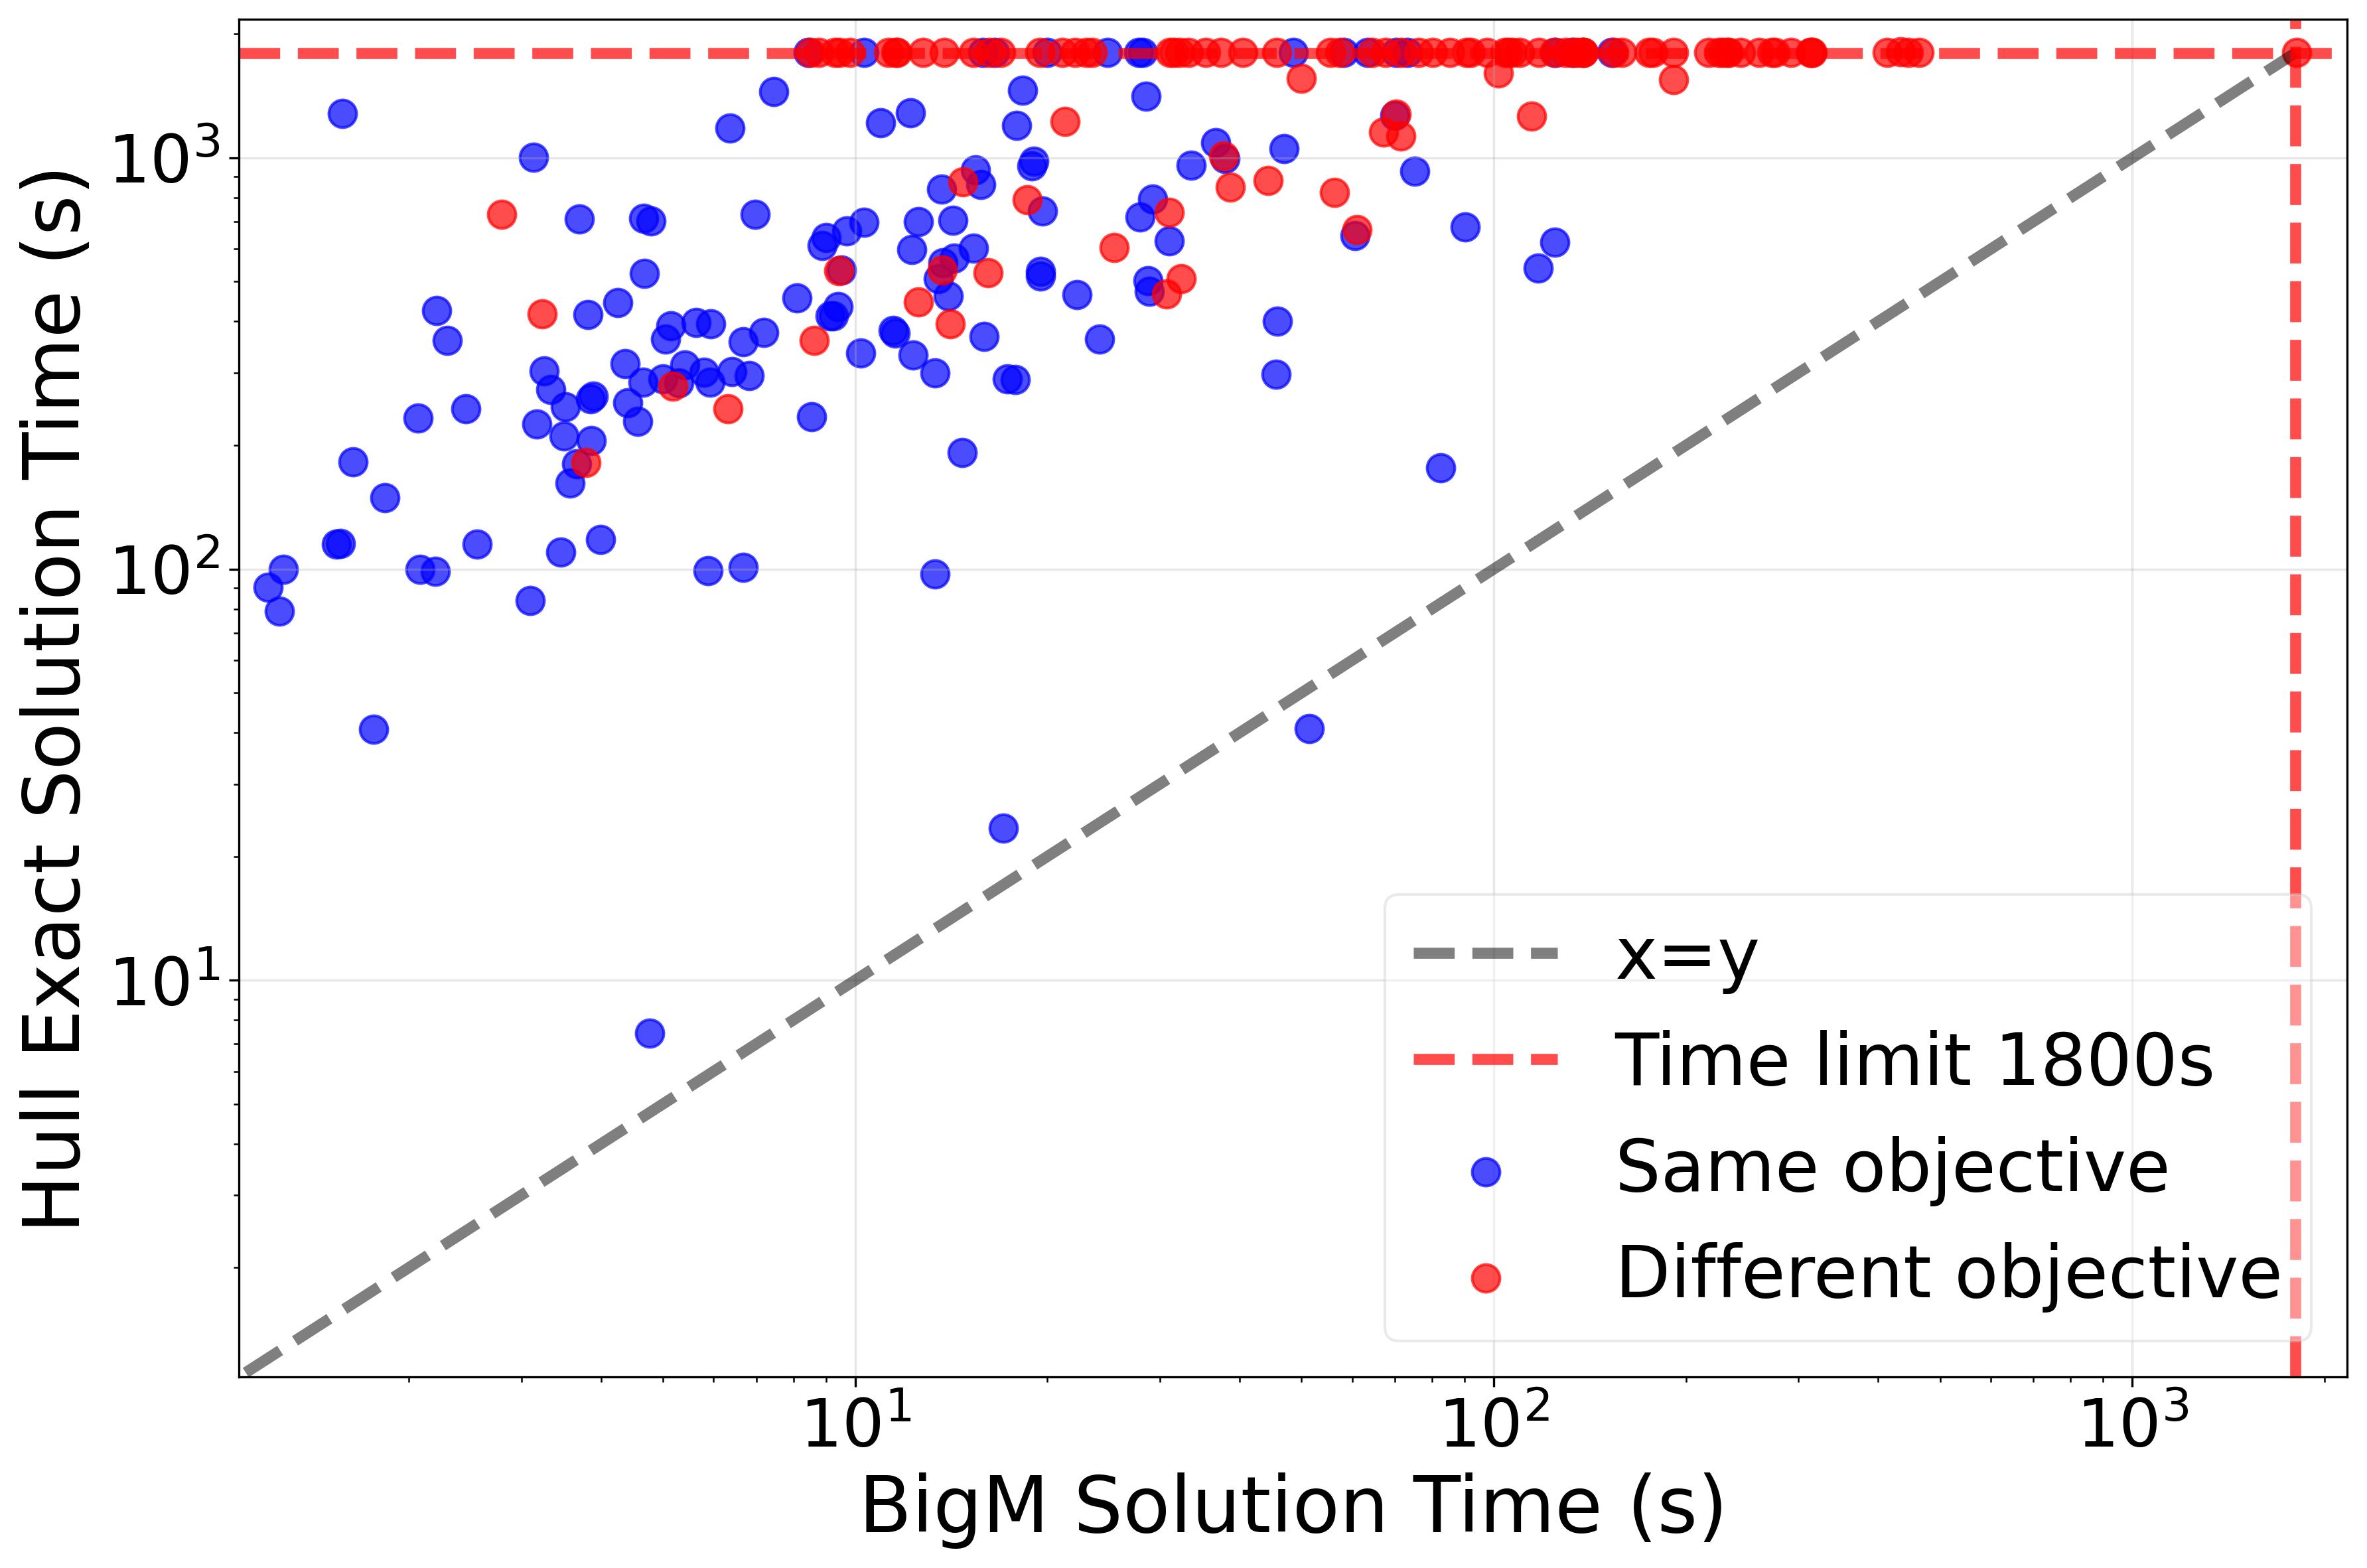 Hull Exact Solution Time (s)
10³
10²
10¹
x=y
Time limit 1800s
Same objective
Different objective
10¹
10²
10³
BigM Solution Time (s)